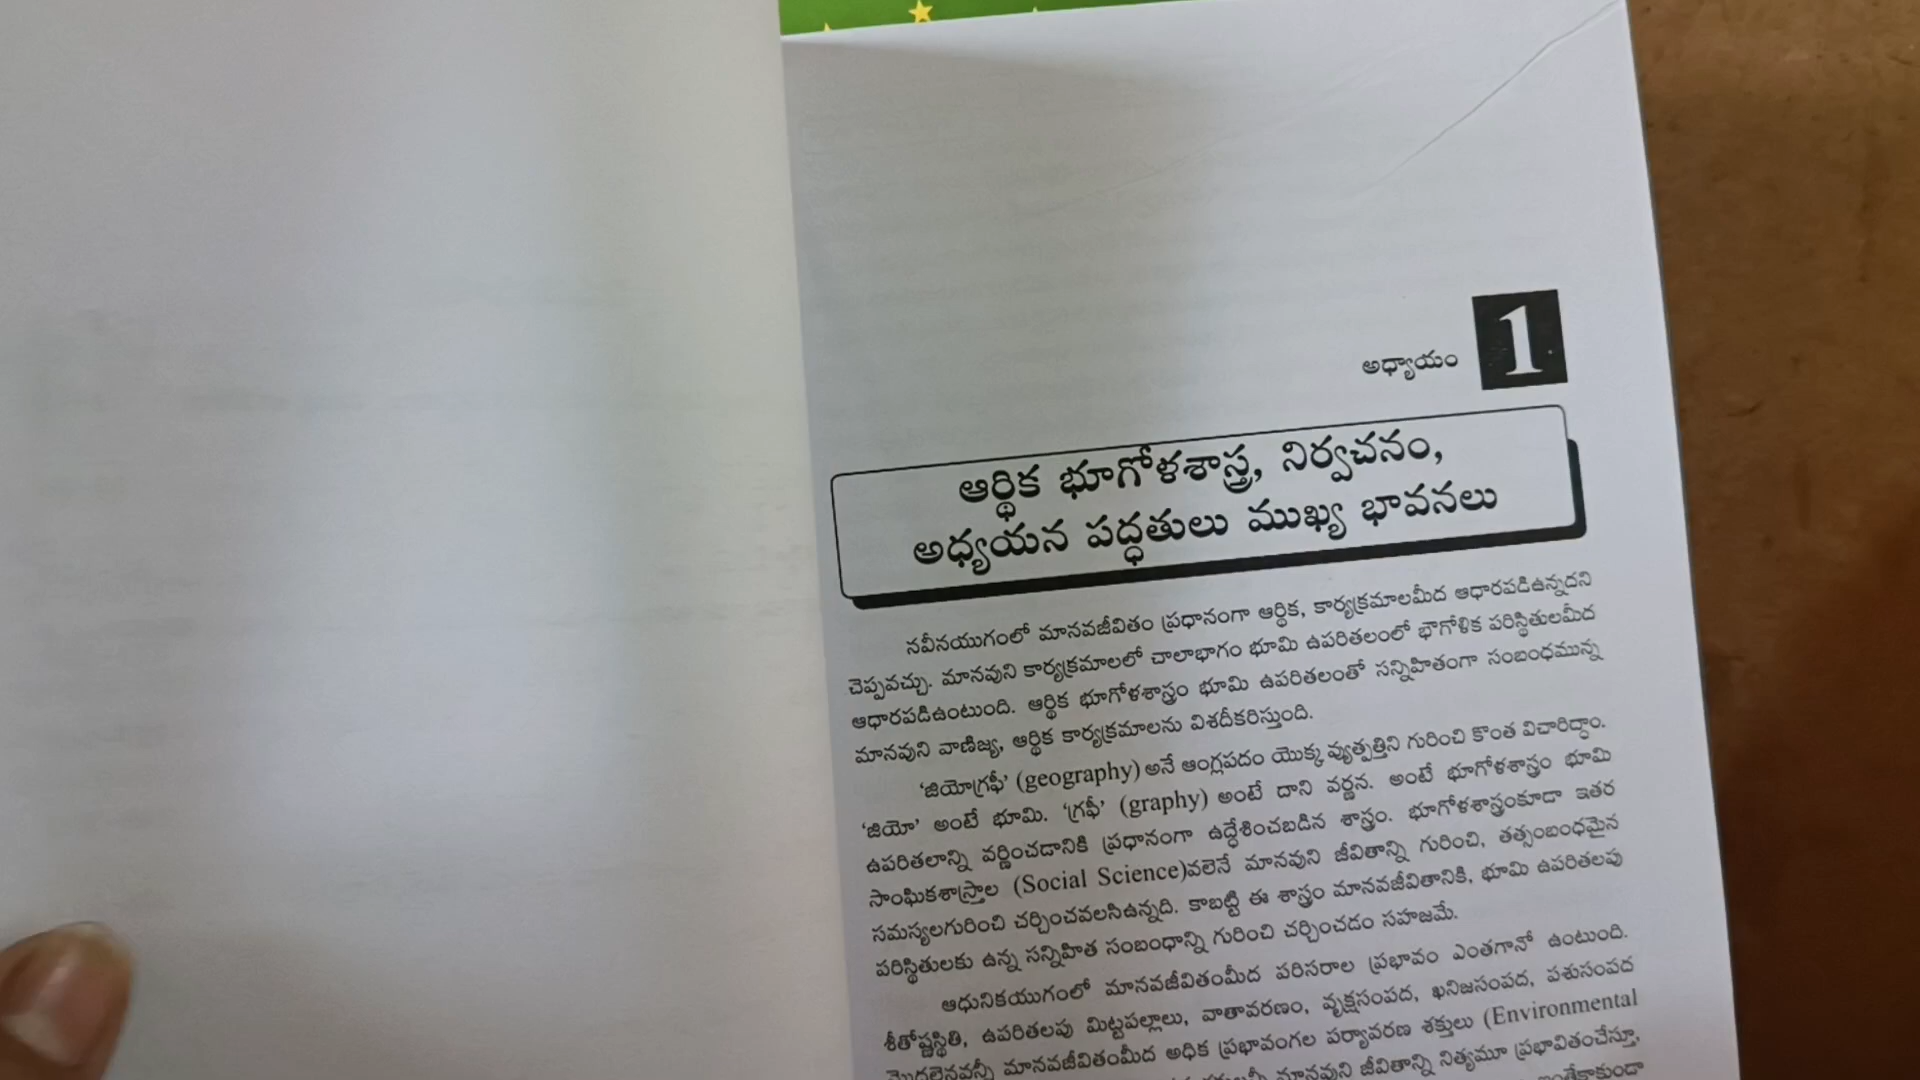 అధ్యాయం 1
ఆర్థిక భూగోళశాస్త్ర, నిర్వచనం,
అధ్యయన పద్ధతులు ముఖ్య భావనలు
నవీనయుగంలో మానవజీవితం ప్రధానంగా ఆర్థిక, కార్యక్రమాలమీద ఆధారపడిఉన్నదని
చెప్పవచ్చు. మానవుని కార్యక్రమాలలో చాలాభాగం భూమి ఉపరితలంలో భౌగోళిక పరిస్థితులమీద
ఆధారపడిఉంటుంది. ఆర్థిక భూగోళశాస్త్రం భూమి ఉపరితలంతో సన్నిహితంగా సంబంధమున్న
మానవుని వాణిజ్య, ఆర్థిక కార్యక్రమాలను విశదీకరిస్తుంది.
‘జియోగ్రఫీ’ (geography) అనే ఆంగ్లపదం యొక్క వ్యుత్పత్తిని గురించి కొంత విచారిద్దాం.
‘జియో’ అంటే భూమి. ‘గ్రఫీ’ (graphy) అంటే దాని వర్ణన. అంటే భూగోళశాస్త్రం భూమి
ఉపరితలాన్ని వర్ణించడానికి ప్రధానంగా ఉద్దేశించబడిన శాస్త్రం. భూగోళశాస్త్రంకూడా ఇతర
సాంఘికశాస్త్రాల (Social Science)వలెనే మానవుని జీవితాన్ని గురించి, తత్సంబంధమైన
సమస్యలగురించి చర్చించవలసిఉన్నది. కాబట్టి ఈ శాస్త్రం మానవజీవితానికి, భూమి ఉపరితలపు
పరిస్థితులకు ఉన్న సన్నిహిత సంబంధాన్ని గురించి చర్చించడం సహజమే.
ఆధునికయుగంలో మానవజీవితంమీద పరిసరాల ప్రభావం ఎంతగానో ఉంటుంది.
శీతోష్ణస్థితి, ఉపరితలపు మిట్టపల్లాలు, వాతావరణం, వృక్షసంపద, ఖనిజసంపద, పశుసంపద
మొదలైనవన్నీ మానవజీవితంమీద అధిక ప్రభావంగల పర్యావరణ శక్తులు (Environmental
మానవుని జీవితాన్ని నిత్యమూ ప్రభావితంచేస్తూ,
ఇంతేకాకుండా